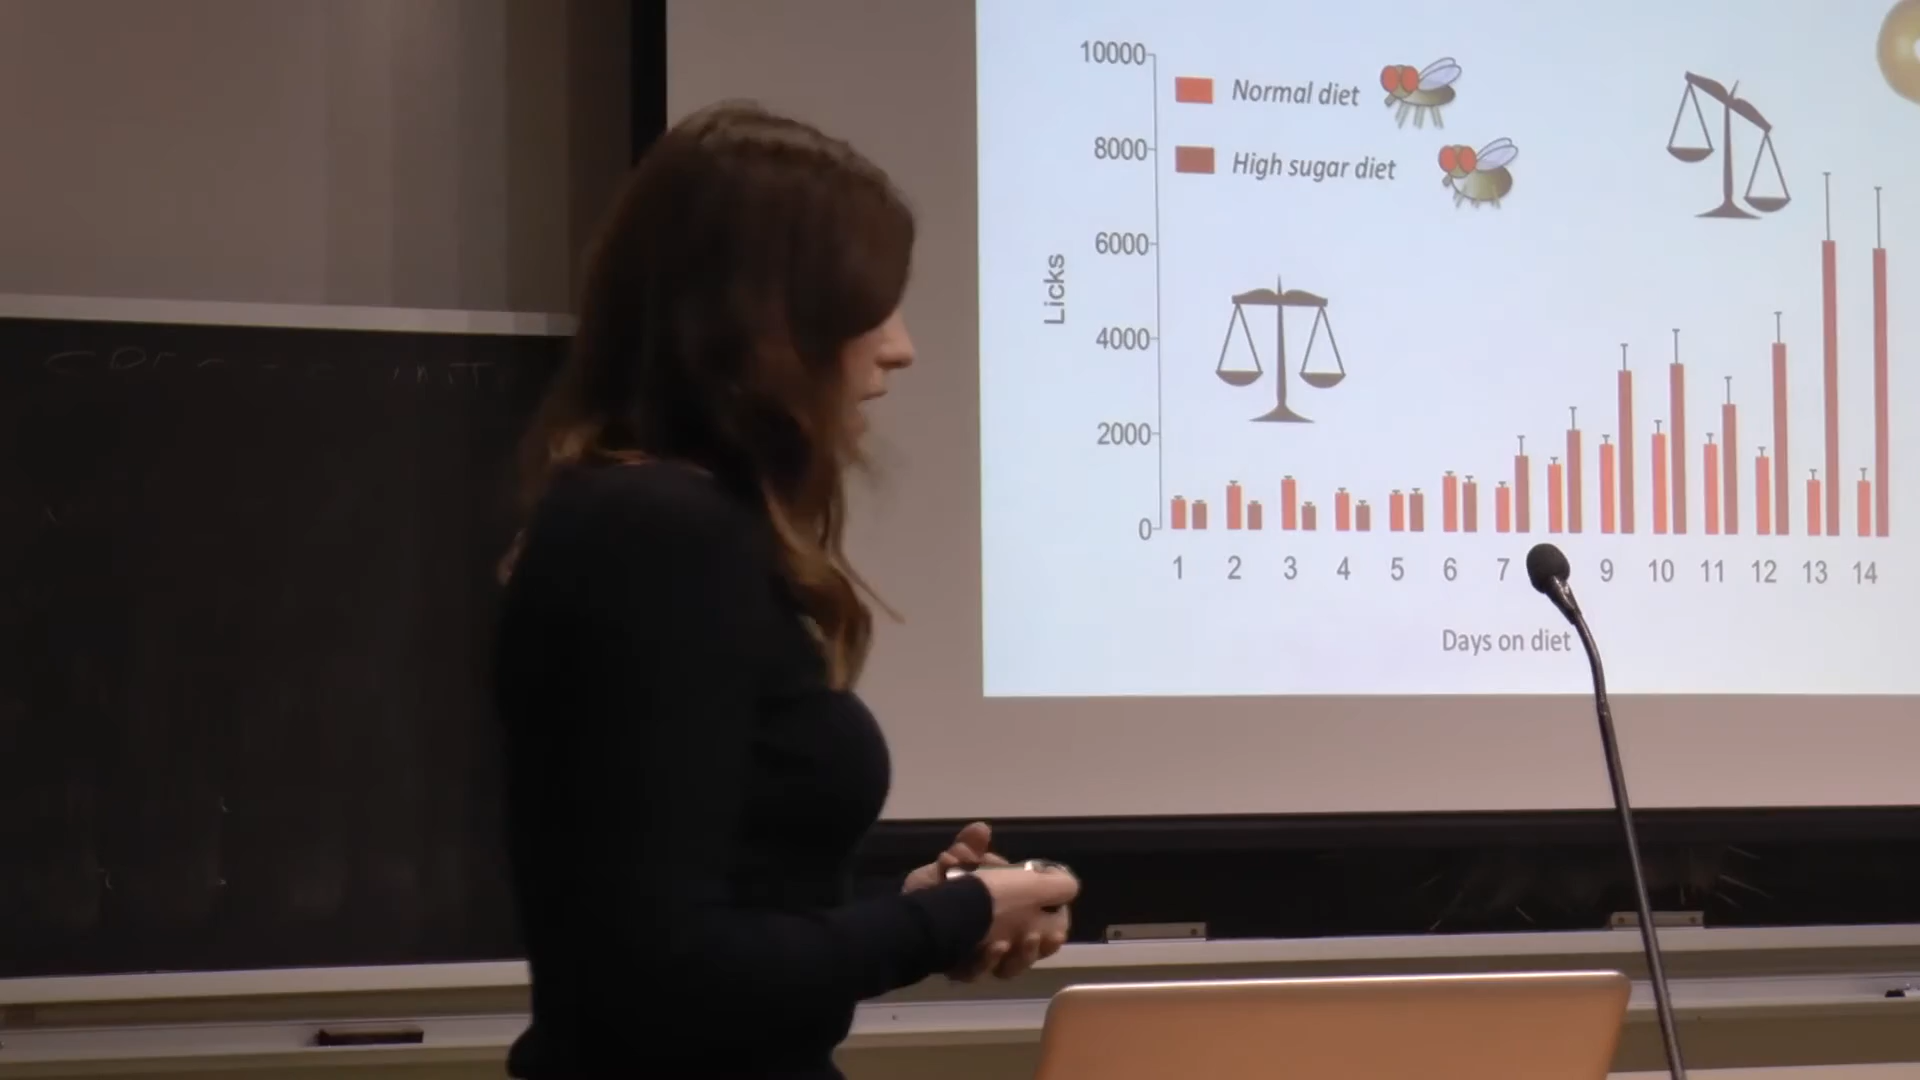 10000
Normal diet
8000
High sugar diet
6000
Licks
4000
2000
0
1 2 3 4 5 6 7 9 10 11 12 13 14
Days on diet